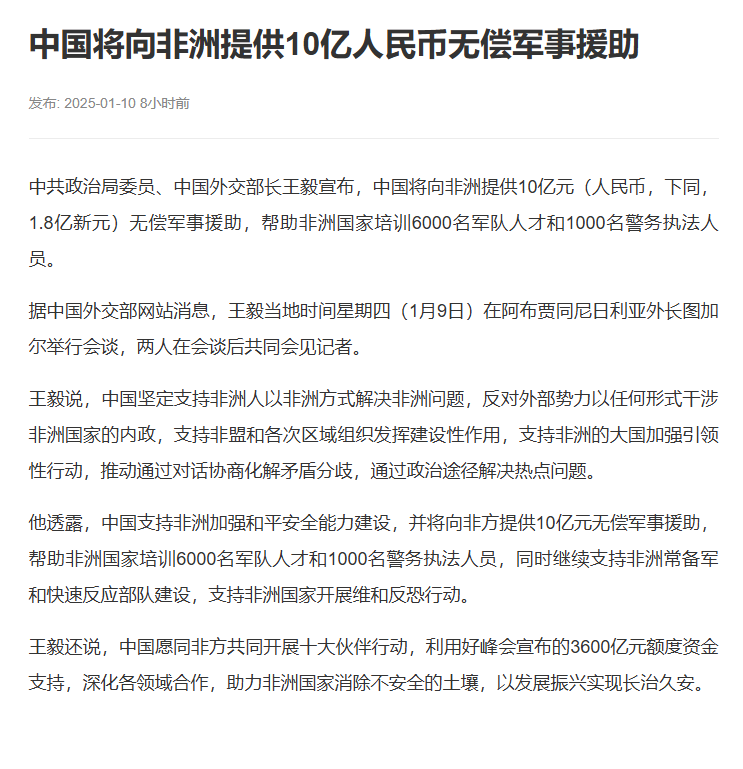 中国将向非洲提供10亿人民币无偿军事援助
发布: 2025-01-10 8小时前
中共政治局委员、中国外交部长王毅宣布，中国将向非洲提供10亿元（人民币，下同，
1.8亿新元）无偿军事援助，帮助非洲国家培训6000名军队人才和1000名警务执法人
员。
据中国外交部网站消息，王毅当地时间星期四（1月9日）在阿布贾同尼日利亚外长图加
尔举行会谈，两人在会谈后共同会见记者。
王毅说，中国坚定支持非洲人以非洲方式解决非洲问题，反对外部势力以任何形式干涉
非洲国家的内政，支持非盟和各次区域组织发挥建设性作用，支持非洲的大国加强引领
性行动，推动通过对话协商化解矛盾分歧，通过政治途径解决热点问题。
他透露，中国支持非洲加强和平安全能力建设，并将向非方提供10亿元无偿军事援助，
帮助非洲国家培训6000名军队人才和1000名警务执法人员，同时继续支持非洲常备军
和快速反应部队建设，支持非洲国家开展维和反恐行动。
王毅还说，中国愿同非方共同开展十大伙伴行动，利用好峰会宣布的3600亿元额度资金
支持，深化各领域合作，助力非洲国家消除不安全的土壤，以发展振兴实现长治久安。